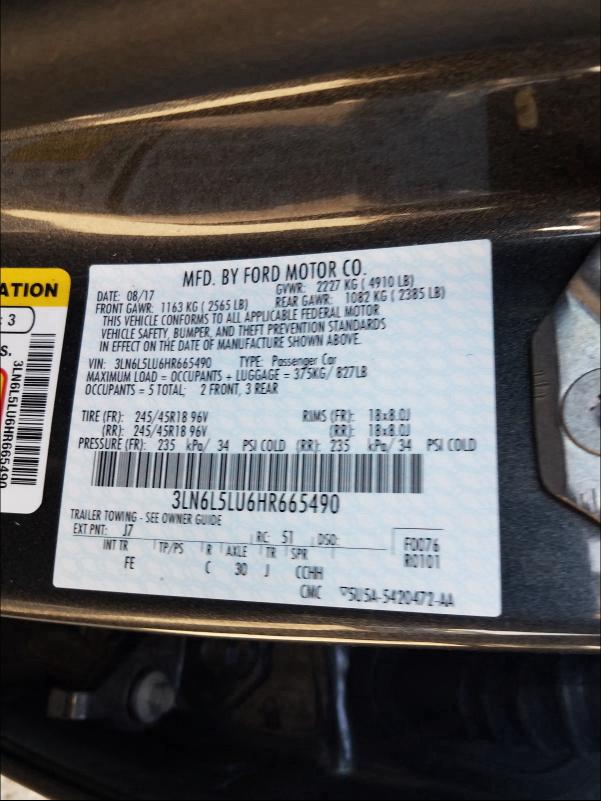 MFD. BY FORD MOTOR CO.
DATE: 08/17 GVWR: 2227 KG ( 4910 LB)
FRONT GAWR: 1163 KG ( 2565 LB) REAR GAWR: 1082 KG ( 2385 LB)
THIS VEHICLE CONFORMS TO ALL APPLICABLE FEDERAL MOTOR
VEHICLE SAFETY, BUMPER, AND THEFT PREVENTION STANDARDS
IN EFFECT ON THE DATE OF MANUFACTURE SHOWN ABOVE.
VIN: 3LN6L5LU6HR665490 TYPE: Passenger Car
MAXIMUM LOAD = OCCUPANTS + LUGGAGE = 375KG/ 827LB
OCCUPANTS = 5 TOTAL: 2 FRONT, 3 REAR
TIRE (FR): 245/45R18 96V RIMS (FR): 18x8.0J
(RR): 245/45R18 96V (RR): 18x8.0J
PRESSURE (FR): 235 kPa/ 34 PSI COLD (RR): 235 kPa/ 34 PSI COLD
3LN6L5LU6HR665490
TRAILER TOWING - SEE OWNER GUIDE
EXT PNT: J7 RC: 51 DSO:
INT TR TP/PS R AXLE TR SPR F0076
FE C 30 J CCHH R0101
CMC ▽5U5A-5420472-AA
ATION
: 3
S.
3LN6L5LU6HR665490